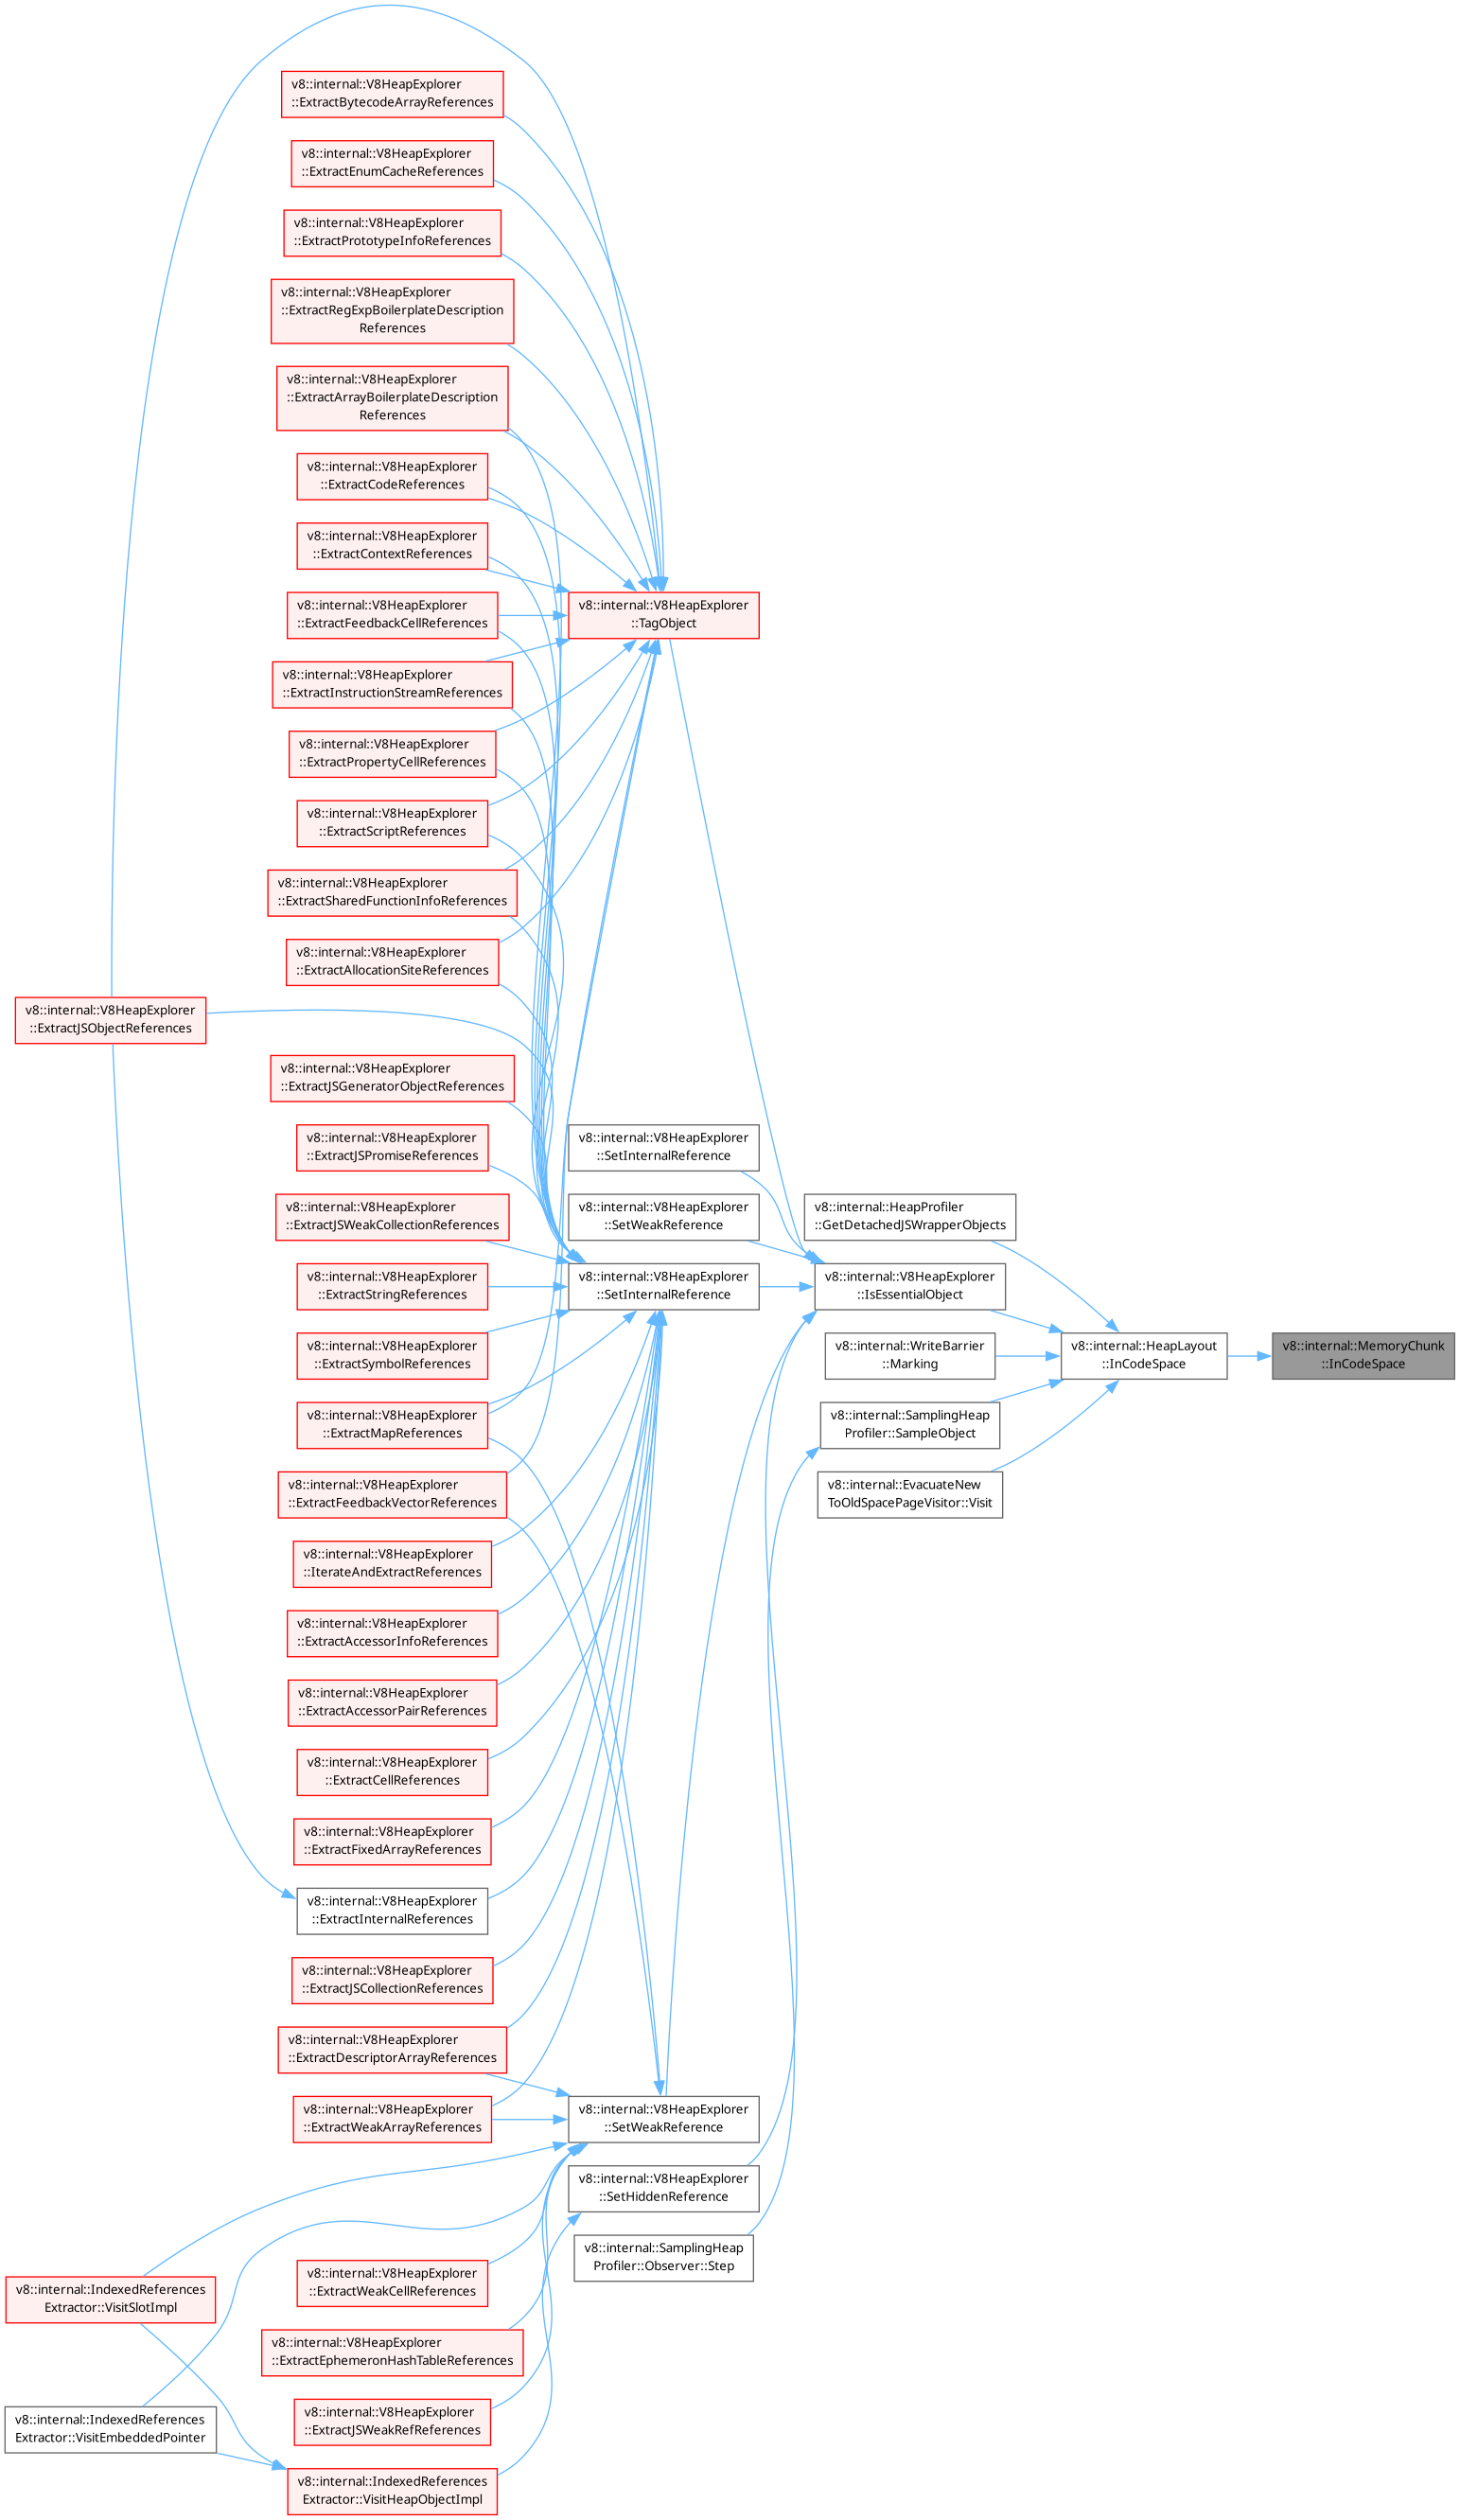 v8::internal::V8HeapExplorer
::ExtractBytecodeArrayReferences
v8::internal::V8HeapExplorer
::ExtractEnumCacheReferences
v8::internal::V8HeapExplorer
::ExtractPrototypeInfoReferences
v8::internal::V8HeapExplorer
::ExtractRegExpBoilerplateDescription
References
v8::internal::V8HeapExplorer
::ExtractArrayBoilerplateDescription
References
v8::internal::V8HeapExplorer
::ExtractCodeReferences
v8::internal::V8HeapExplorer
::ExtractContextReferences
v8::internal::V8HeapExplorer
::ExtractFeedbackCellReferences
v8::internal::V8HeapExplorer
::TagObject
v8::internal::V8HeapExplorer
::ExtractInstructionStreamReferences
v8::internal::V8HeapExplorer
::ExtractPropertyCellReferences
v8::internal::V8HeapExplorer
::ExtractScriptReferences
v8::internal::V8HeapExplorer
::ExtractSharedFunctionInfoReferences
v8::internal::V8HeapExplorer
::ExtractAllocationSiteReferences
v8::internal::V8HeapExplorer
::ExtractJSObjectReferences
v8::internal::V8HeapExplorer
::ExtractJSGeneratorObjectReferences
v8::internal::V8HeapExplorer
::ExtractJSPromiseReferences
v8::internal::V8HeapExplorer
::SetInternalReference
v8::internal::V8HeapExplorer
::ExtractJSWeakCollectionReferences
v8::internal::V8HeapExplorer
::SetWeakReference
v8::internal::HeapProfiler
::GetDetachedJSWrapperObjects
v8::internal::V8HeapExplorer
::ExtractStringReferences
v8::internal::V8HeapExplorer
::SetInternalReference
v8::internal::V8HeapExplorer
::IsEssentialObject
v8::internal::V8HeapExplorer
::ExtractSymbolReferences
v8::internal::WriteBarrier
::Marking
v8::internal::HeapLayout
::InCodeSpace
v8::internal::MemoryChunk
::InCodeSpace
v8::internal::V8HeapExplorer
::ExtractMapReferences
v8::internal::SamplingHeap
Profiler::SampleObject
v8::internal::V8HeapExplorer
::ExtractFeedbackVectorReferences
v8::internal::EvacuateNew
ToOldSpacePageVisitor::Visit
v8::internal::V8HeapExplorer
::IterateAndExtractReferences
v8::internal::V8HeapExplorer
::ExtractAccessorInfoReferences
v8::internal::V8HeapExplorer
::ExtractAccessorPairReferences
v8::internal::V8HeapExplorer
::ExtractCellReferences
v8::internal::V8HeapExplorer
::ExtractFixedArrayReferences
v8::internal::V8HeapExplorer
::ExtractInternalReferences
v8::internal::V8HeapExplorer
::ExtractJSCollectionReferences
v8::internal::V8HeapExplorer
::ExtractDescriptorArrayReferences
v8::internal::V8HeapExplorer
::ExtractWeakArrayReferences
v8::internal::V8HeapExplorer
::SetWeakReference
v8::internal::V8HeapExplorer
::SetHiddenReference
v8::internal::SamplingHeap
Profiler::Observer::Step
v8::internal::IndexedReferences
Extractor::VisitSlotImpl
v8::internal::V8HeapExplorer
::ExtractWeakCellReferences
v8::internal::V8HeapExplorer
::ExtractEphemeronHashTableReferences
v8::internal::V8HeapExplorer
::ExtractJSWeakRefReferences
v8::internal::IndexedReferences
Extractor::VisitEmbeddedPointer
v8::internal::IndexedReferences
Extractor::VisitHeapObjectImpl